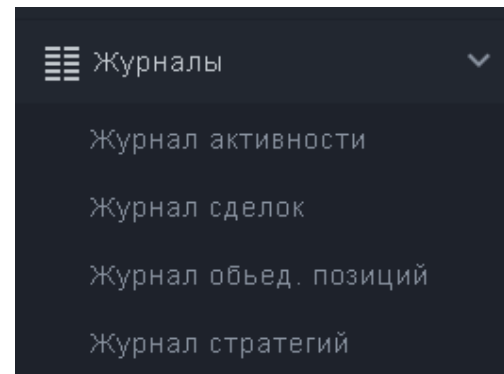 Журналы
Журнал активности
Журнал сделок
Журнал обьед. позиций
Журнал стратегий